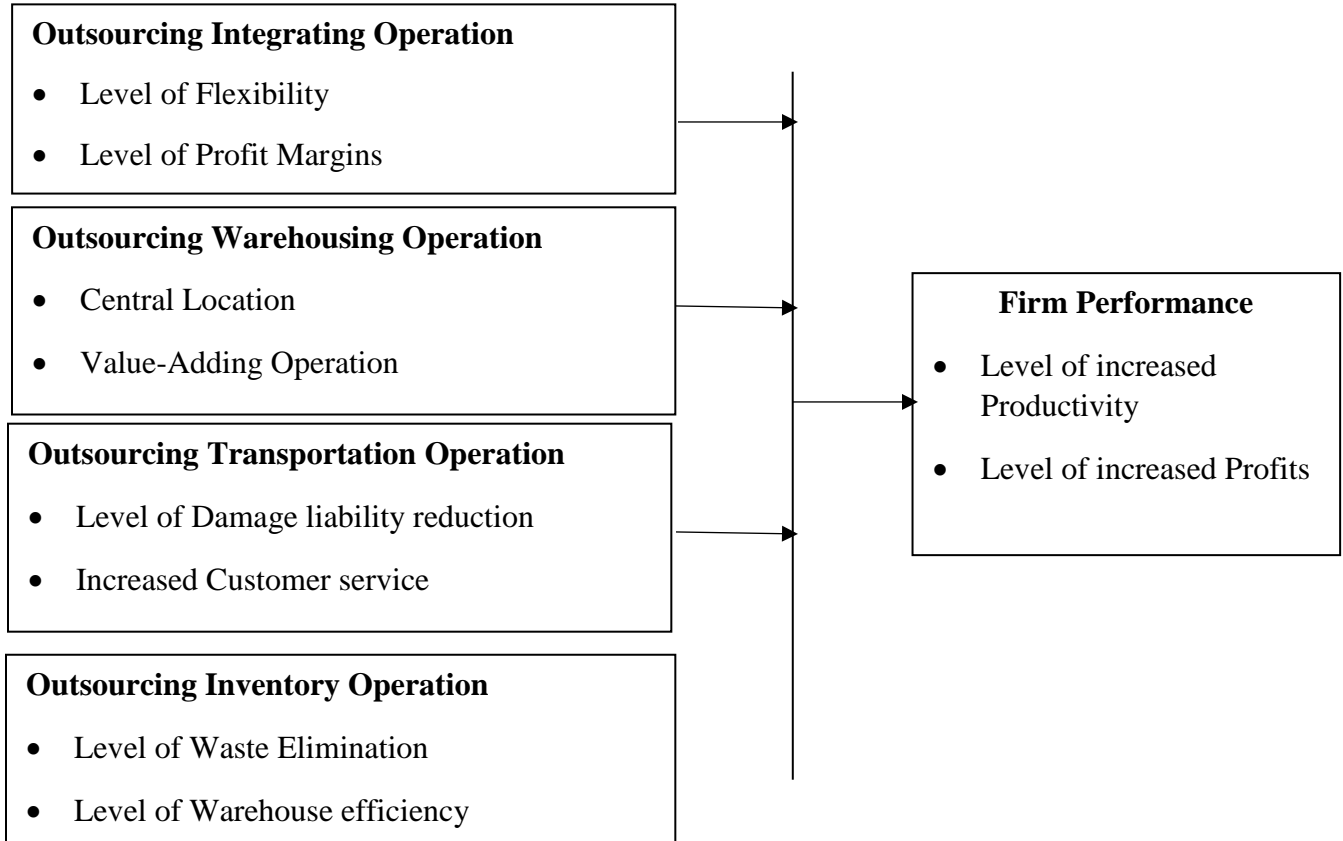 Outsourcing Integrating Operation
• Level of Flexibility
• Level of Profit Margins
Outsourcing Warehousing Operation
• Central Location
• Value-Adding Operation
Outsourcing Transportation Operation
• Level of Damage liability reduction
• Increased Customer service
Outsourcing Inventory Operation
• Level of Waste Elimination
• Level of Warehouse efficiency
Firm Performance
• Level of increased
Productivity
• Level of increased Profits